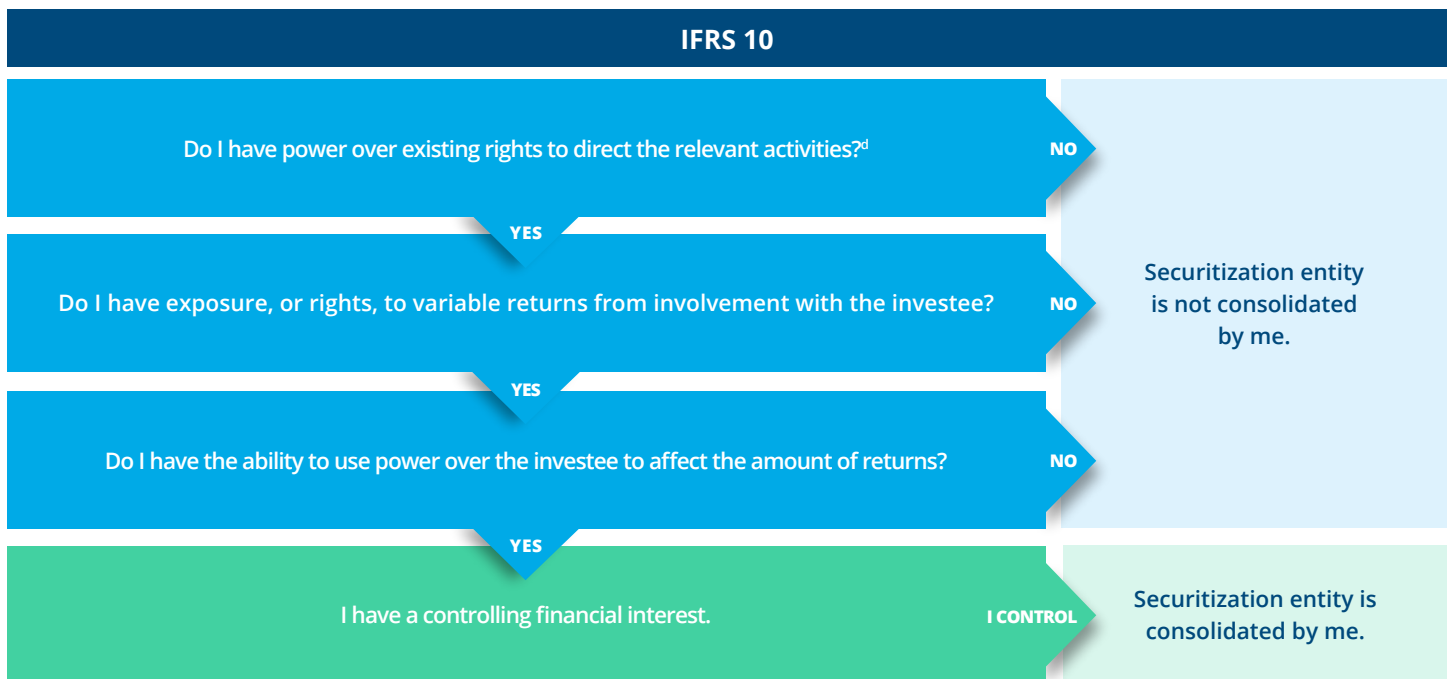 IFRS 10
Do I have power over existing rights to direct the relevant activities?d
NO
YES
Do I have exposure, or rights, to variable returns from involvement with the investee?
NO
Securitization entity
is not consolidated
by me.
YES
Do I have the ability to use power over the investee to affect the amount of returns?
NO
YES
I have a controlling financial interest.
I CONTROL
Securitization entity is
consolidated by me.